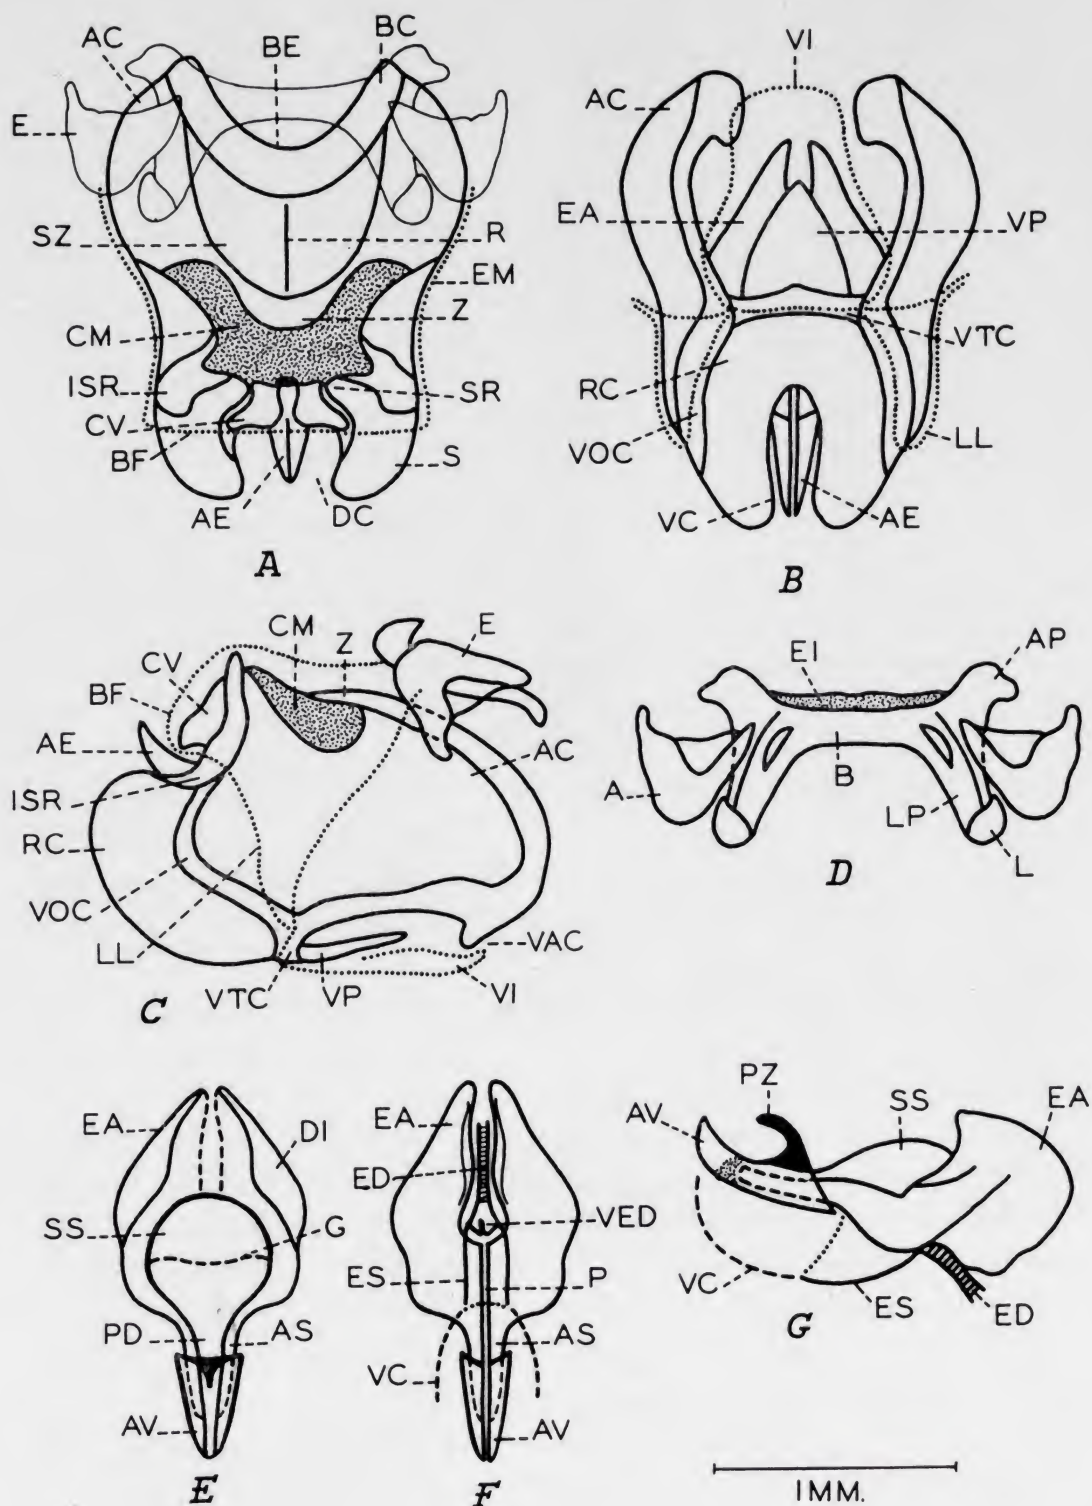 AC
BE
BC
E
SZ
R
EM
CM
Z
ISR
SR
CV
BF
S
AE
DC
A
VI
AC
EA
VP
VTC
RC
VOC
LL
VC
AE
B
CM
Z
E
CV
BF
AE
AC
ISR
RC
VOC
LL
VAC
VTC
VP
VI
C
EI
AP
A
B
LP
L
D
EA
DI
SS
G
PD
AS
AV
E
EA
ED
VED
ES
P
AS
VC
AV
F
PZ
SS
EA
AV
VC
ES
ED
G
1MM.